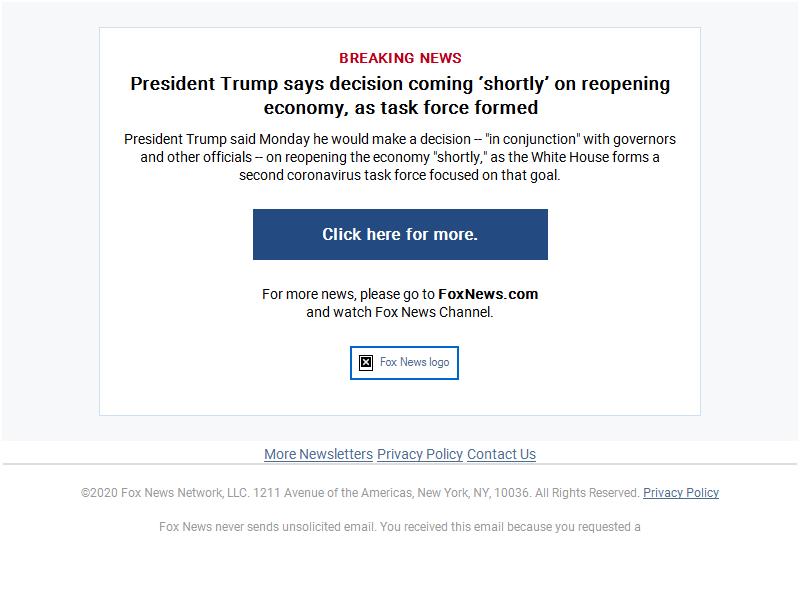 BREAKING NEWS
President Trump says decision coming ‘shortly’ on reopening
economy, as task force formed
President Trump said Monday he would make a decision -- "in conjunction" with governors
and other officials -- on reopening the economy "shortly," as the White House forms a
second coronavirus task force focused on that goal.
Click here for more.
For more news, please go to FoxNews.com
and watch Fox News Channel.
Fox News logo
More Newsletters Privacy Policy Contact Us
©2020 Fox News Network, LLC. 1211 Avenue of the Americas, New York, NY, 10036. All Rights Reserved. Privacy Policy
Fox News never sends unsolicited email. You received this email because you requested a